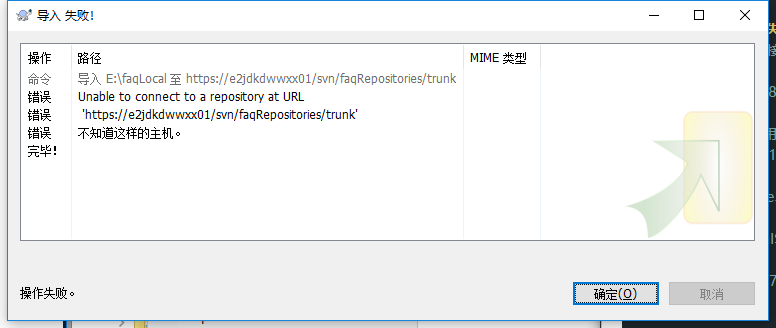 导入 失败!
操作 路径 MIME 类型
命令 导入 E:\faqLocal 至 https://e2jdkdwwxx01/svn/faqRepositories/trunk
错误 Unable to connect to a repository at URL
错误 'https://e2jdkdwwxx01/svn/faqRepositories/trunk'
错误 不知道这样的主机。
完毕!
操作失败。
确定(O) 取消